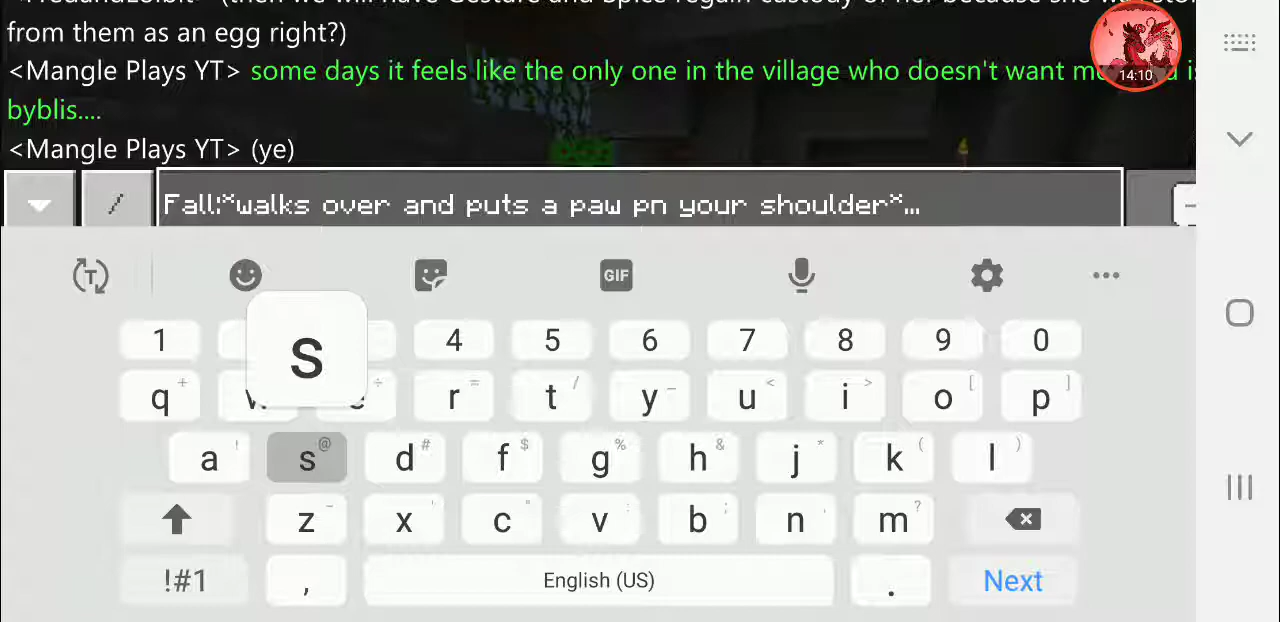 from them as an egg right?)
<Mangle Plays YT> some days it feels like the only one in the village who doesn't want
byblis....
<Mangle Plays YT> (ye)
14:10
/ Fall:*walks over and puts a paw pn your shoulder*...
GIF
s
1 4 5 6 7 8 9 0
q r t y u i o p
a s d f g h j k l
z x c v b n m
!#1 , English (US) . Next